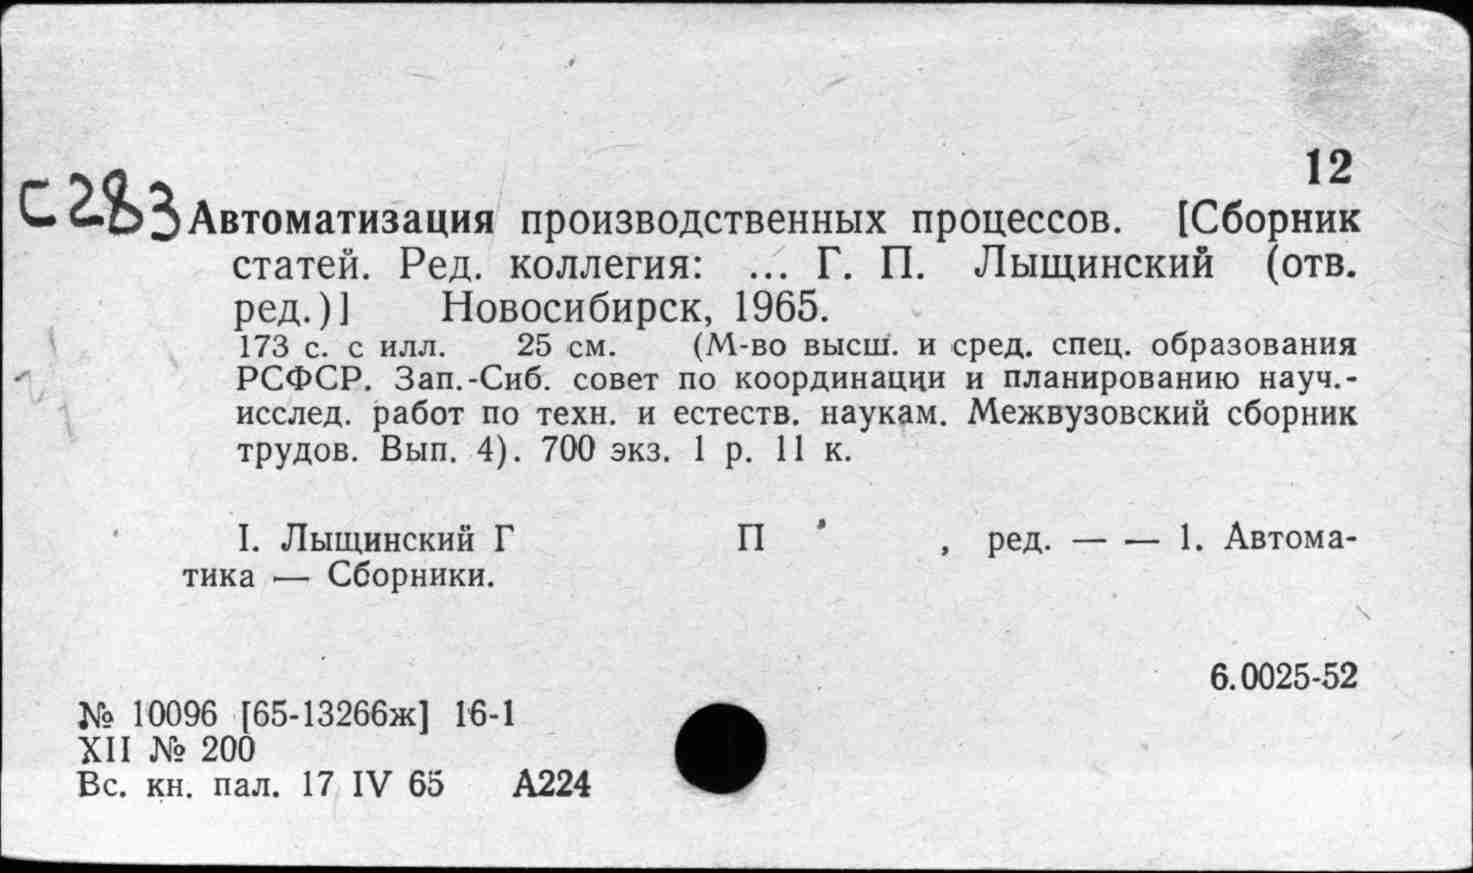 12
С 283 Автоматизация производственных процессов. [Сборник
статей. Ред. коллегия: ... Г. П. Лыщинский (отв.
ред.)] Новосибирск, 1965.
173 с. с илл. 25 см. (М-во высш. и сред. спец. образования
РСФСР. Зап.-Сиб. совет по координации и планированию науч.-
исслед. работ по техн. и естеств. наукам. Межвузовский сборник
трудов. Вып. 4). 700 экз. 1 р. 11 к.
I. Лыщинский Г П , ред. — — 1. Автома-
тика — Сборники.
6.0025-52
№ 10096 [65-13266ж] 16-1
XII № 200
Вс. кн. пал. 17 IV 65 А224